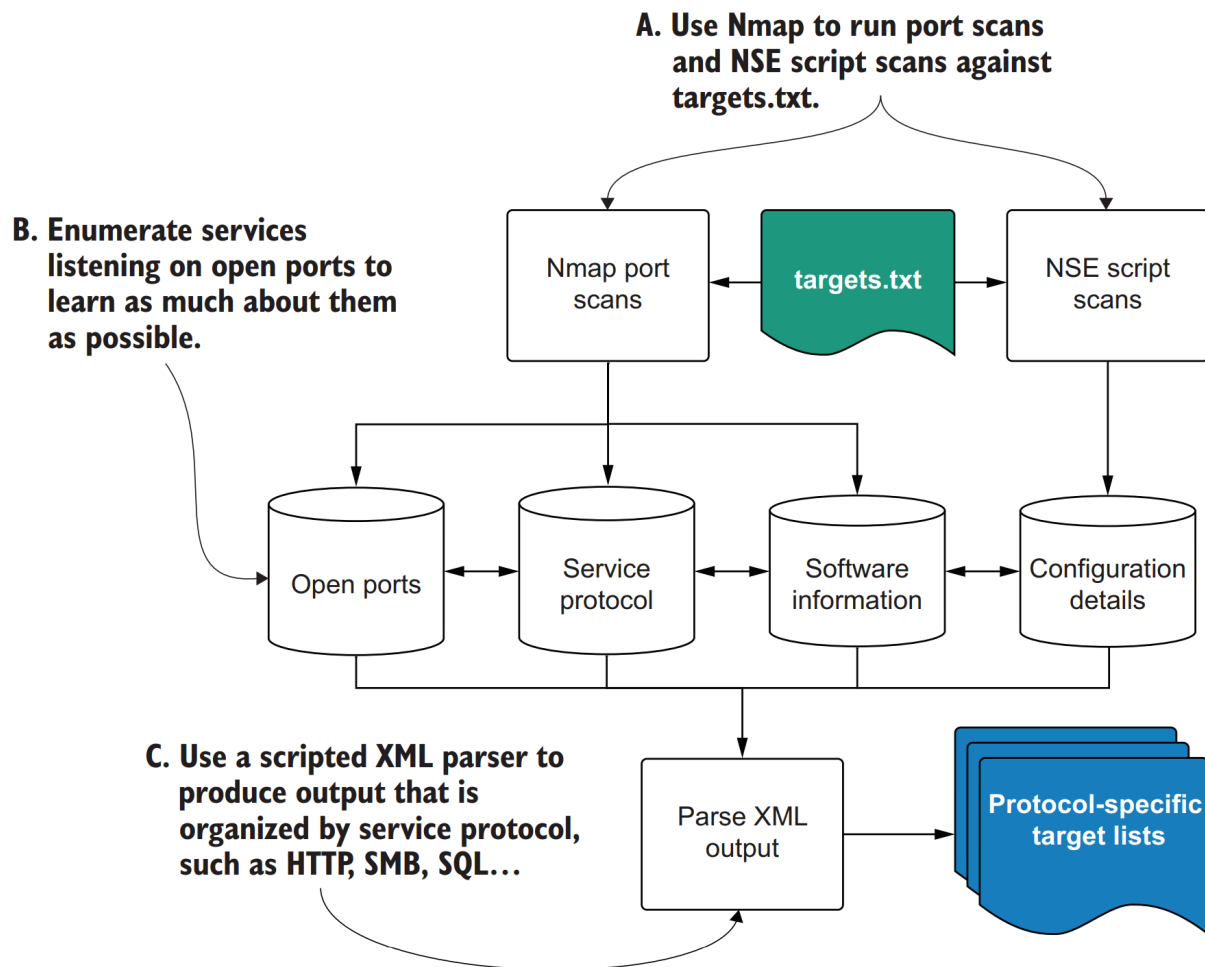 A. Use Nmap to run port scans
and NSE script scans against
targets.txt.
B. Enumerate services
listening on open ports to
learn as much about them
as possible.
Nmap port
scans
targets.txt
NSE script
scans
Open ports
Service
protocol
Software
information
Configuration
details
C. Use a scripted XML parser to
produce output that is
organized by service protocol,
such as HTTP, SMB, SQL…
Parse XML
output
Protocol-specific
target lists